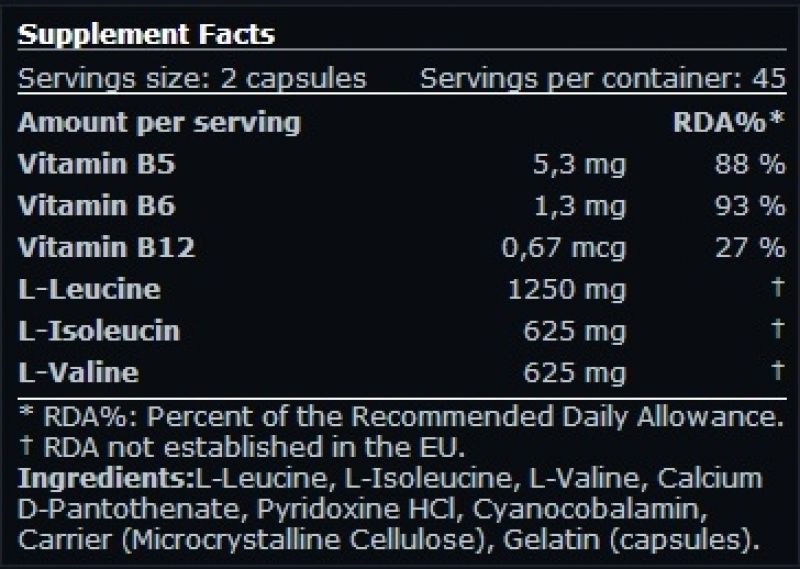 Supplement Facts
Servings size: 2 capsules Servings per container: 45
Amount per serving RDA%*
Vitamin B5 5,3 mg 88 %
Vitamin B6 1,3 mg 93 %
Vitamin B12 0,67 mcg 27 %
L-Leucine 1250 mg †
L-Isoleucin 625 mg †
L-Valine 625 mg †
* RDA%: Percent of the Recommended Daily Allowance.
† RDA not established in the EU.
Ingredients:L-Leucine, L-Isoleucine, L-Valine, Calcium
D-Pantothenate, Pyridoxine HCl, Cyanocobalamin,
Carrier (Microcrystalline Cellulose), Gelatin (capsules).